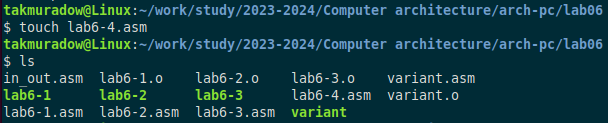 takmuradow@Linux:~/work/study/2023-2024/Computer architecture/arch-pc/lab06
$ touch lab6-4.asm
takmuradow@Linux:~/work/study/2023-2024/Computer architecture/arch-pc/lab06
$ ls
in_out.asm  lab6-1.o    lab6-2.o    lab6-3.o    variant.asm
lab6-1      lab6-2      lab6-3      lab6-4.asm  variant.o
lab6-1.asm  lab6-2.asm  lab6-3.asm  variant